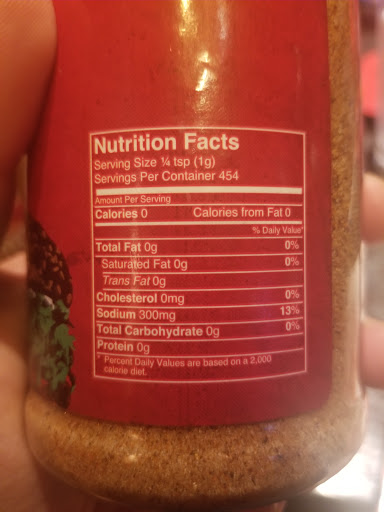 Nutrition Facts
Serving Size ¼ tsp (1g)
Servings Per Container 454
Amount Per Serving
Calories 0 Calories from Fat 0
% Daily Value*
Total Fat 0g 0%
Saturated Fat 0g 0%
Trans Fat 0g
Cholesterol 0mg 0%
Sodium 300mg 13%
Total Carbohydrate 0g 0%
Protein 0g
* Percent Daily Values are based on a 2,000
calorie diet.